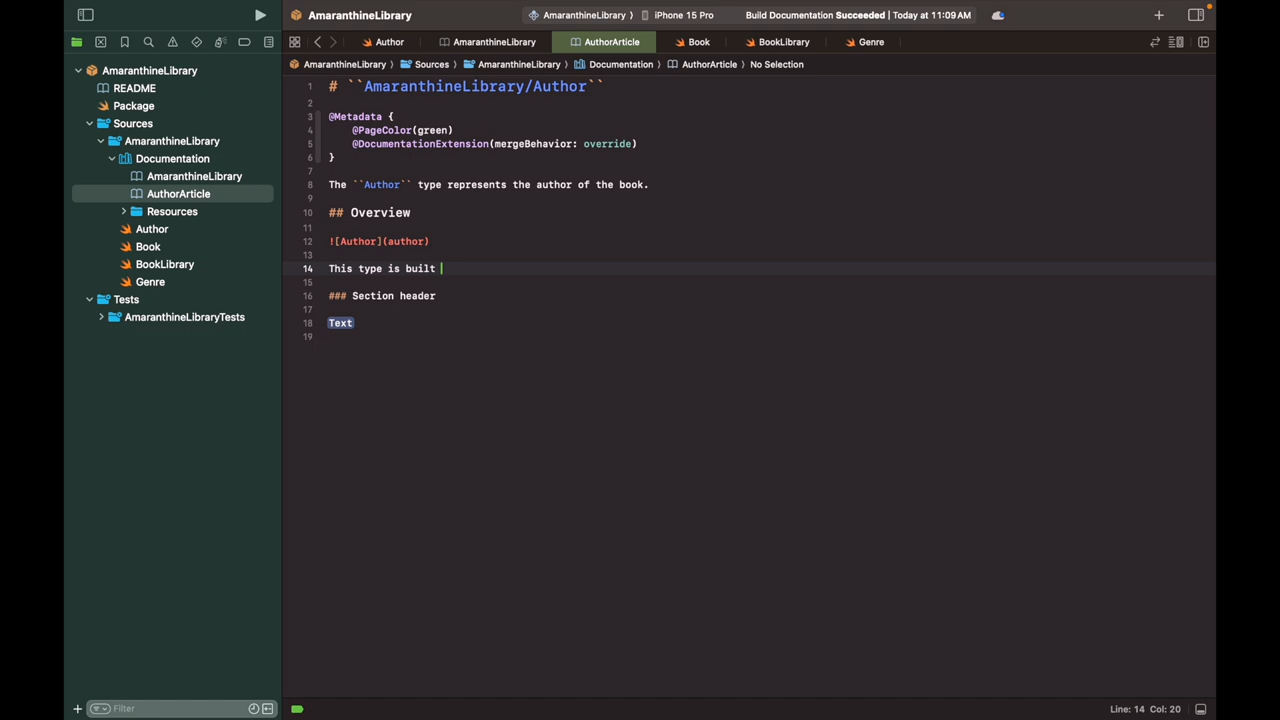 AmaranthineLibrary
AmaranthineLibrary
iPhone 15 Pro
Build Documentation Succeeded | Today at 11:09 AM
Author
AmaranthineLibrary
AuthorArticle
Book
BookLibrary
Genre
AmaranthineLibrary
Sources
AmaranthineLibrary
Documentation
AuthorArticle
No Selection
AmaranthineLibrary
README
Package
Sources
AmaranthineLibrary
Documentation
AmaranthineLibrary
AuthorArticle
Resources
Author
Book
BookLibrary
Genre
Tests
AmaranthineLibraryTests
Filter
1 # ``AmaranthineLibrary/Author``
2
3 @Metadata {
4 @PageColor(green)
5 @DocumentationExtension(mergeBehavior: override)
6 }
7
8 The ``Author`` type represents the author of the book.
9
10 ## Overview
11
12 ![Author](author)
13
14 This type is built
15
16 ### Section header
17
18 Text
19
Line: 14 Col: 20